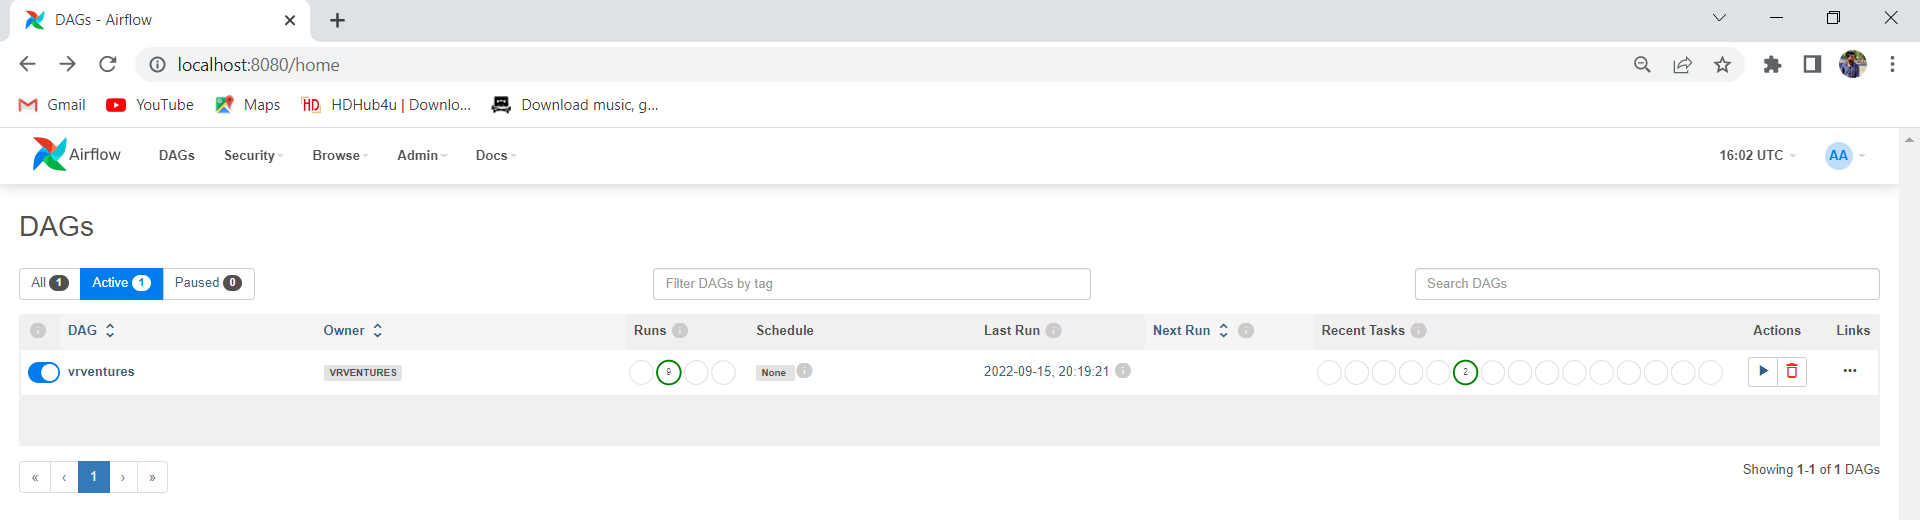 DAGs - Airflow
localhost:8080/home
Gmail YouTube Maps HD HDHub4u | Downlo... Download music, g...
Airflow DAGs Security Browse Admin Docs 16:02 UTC AA
DAGs
All 1 Active 1 Paused 0 Filter DAGs by tag Search DAGs
DAG Owner Runs Schedule Last Run Next Run Recent Tasks Actions Links
vrventures VRVENTURES 9 None 2022-09-15, 20:19:21 2 ...
« ‹ 1 › » Showing 1-1 of 1 DAGs